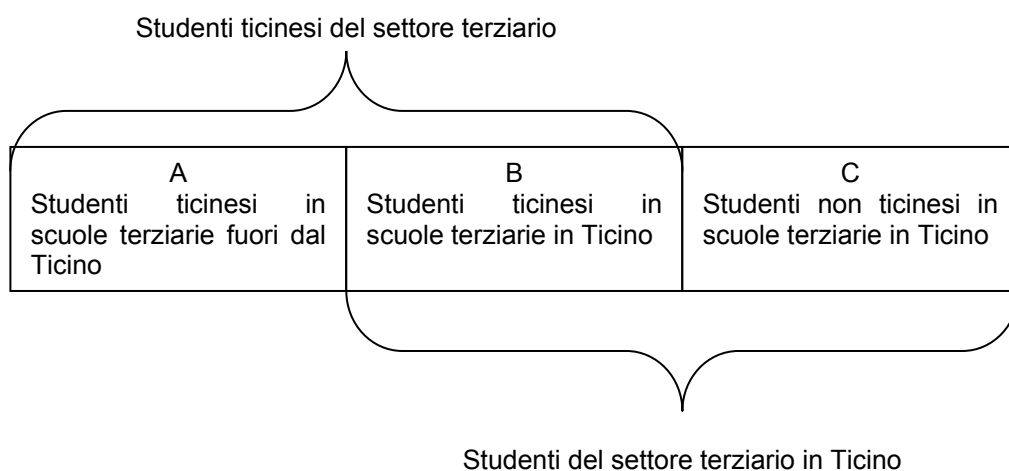 Studenti ticinesi del settore terziario
A
Studenti ticinesi in
scuole terziarie fuori dal
Ticino
B
Studenti ticinesi in
scuole terziarie in Ticino
C
Studenti non ticinesi in
scuole terziarie in Ticino
Studenti del settore terziario in Ticino